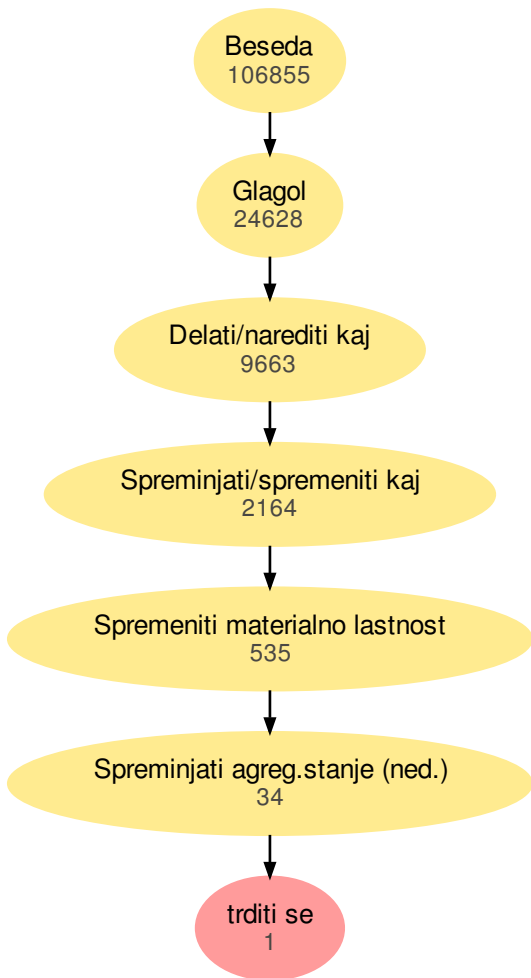 Beseda
106855
Glagol
24628
Delati/narediti kaj
9663
Spreminjati/spremeniti kaj
2164
Spremeniti materialno lastnost
535
Spreminjati agreg.stanje (ned.)
34
trditi se
1